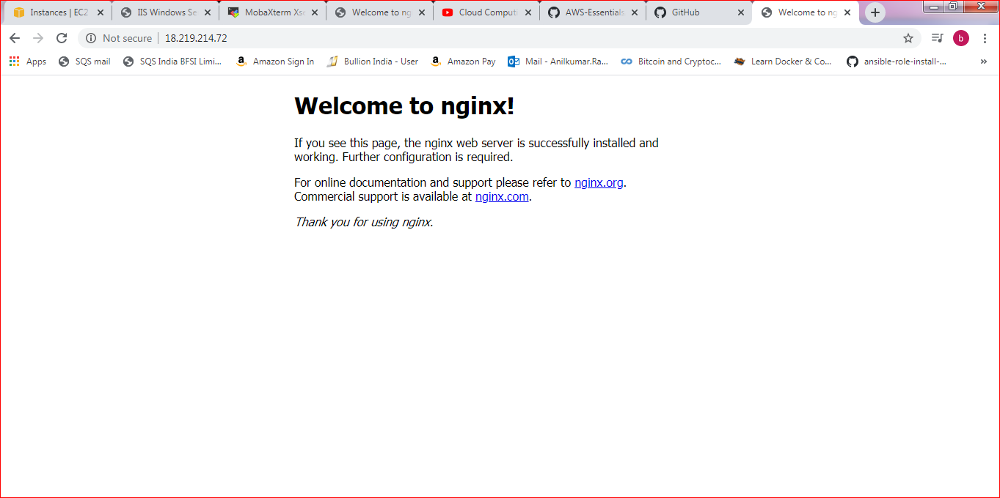 Instances | EC2
IIS Windows Se
MobaXterm Xse
Welcome to ng
Cloud Computi
AWS-Essentials
GitHub
Welcome to ng
Not secure | 18.219.214.72
b
Apps
SQS mail
SQS India BFSI Limi...
Amazon Sign In
Bullion India - User
Amazon Pay
Mail - Anilkumar.Ra...
Bitcoin and Cryptoc...
Learn Docker & Co...
ansible-role-install-...
»
Welcome to nginx!
If you see this page, the nginx web server is successfully installed and
working. Further configuration is required.
For online documentation and support please refer to nginx.org.
Commercial support is available at nginx.com.
Thank you for using nginx.